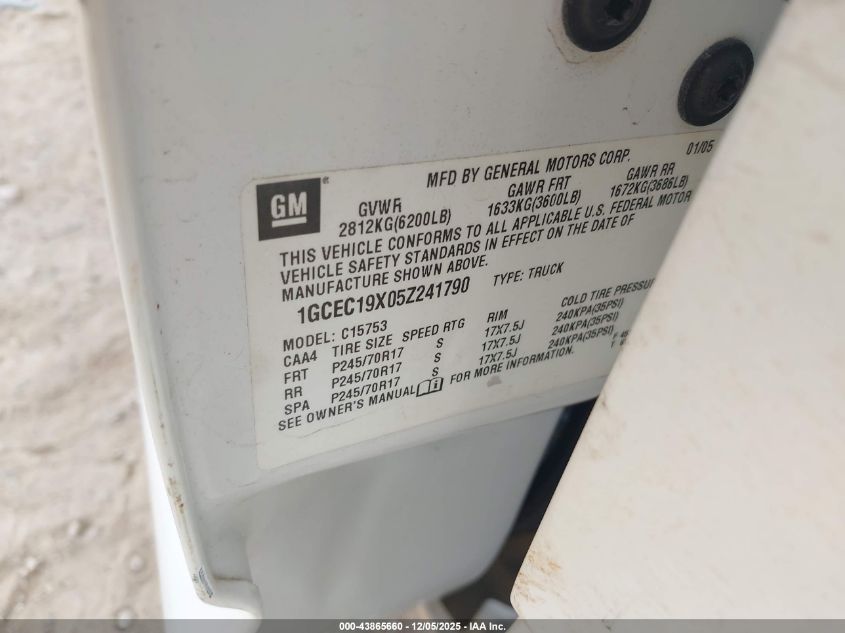 GM
®
MFD BY GENERAL MOTORS CORP. 01/05
GVWR GAWR FRT GAWR RR
2812KG(6200LB) 1633KG(3600LB) 1672KG(3686LB)
THIS VEHICLE CONFORMS TO ALL APPLICABLE U.S. FEDERAL MOTOR
VEHICLE SAFETY STANDARDS IN EFFECT ON THE DATE OF
MANUFACTURE SHOWN ABOVE.
1GCEC19X05Z241790 TYPE: TRUCK
MODEL: C15753
CAA4 TIRE SIZE SPEED RTG RIM COLD TIRE PRESSUR
FRT P245/70R17 S 17X7.5J 240KPA(35PSI)
RR P245/70R17 S 17X7.5J 240KPA(35PSI)
SPA P245/70R17 S 17X7.5J 240KPA(35PSI)
SEE OWNER'S MANUAL FOR MORE INFORMATION.
000-43865660 - 12/05/2025 - IAA Inc.